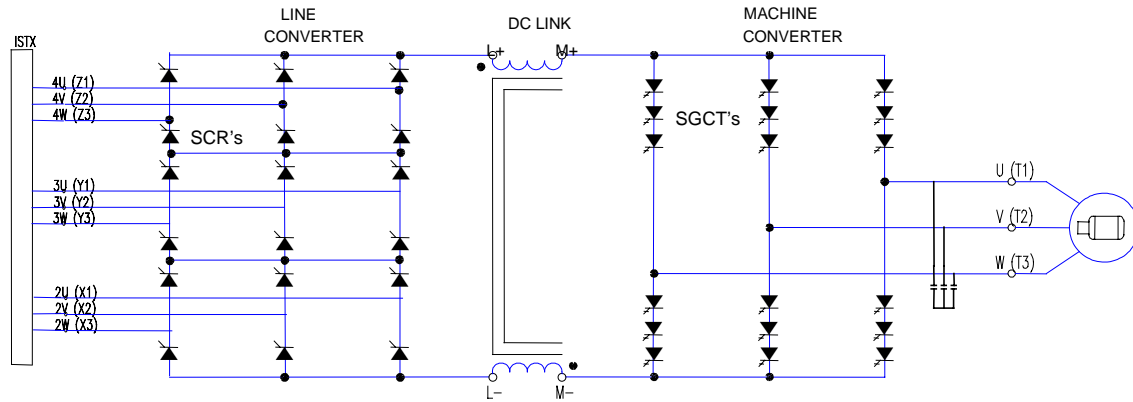 LINE
CONVERTER
DC LINK
MACHINE
CONVERTER
ISTX
L+
M+
4U (Z1)
4V (Z2)
4W (Z3)
SCR's
SGCT's
3U (Y1)
3V (Y2)
3W (Y3)
U (T1)
V (T2)
W (T3)
2U (X1)
2V (X2)
2W (X3)
L-
M-